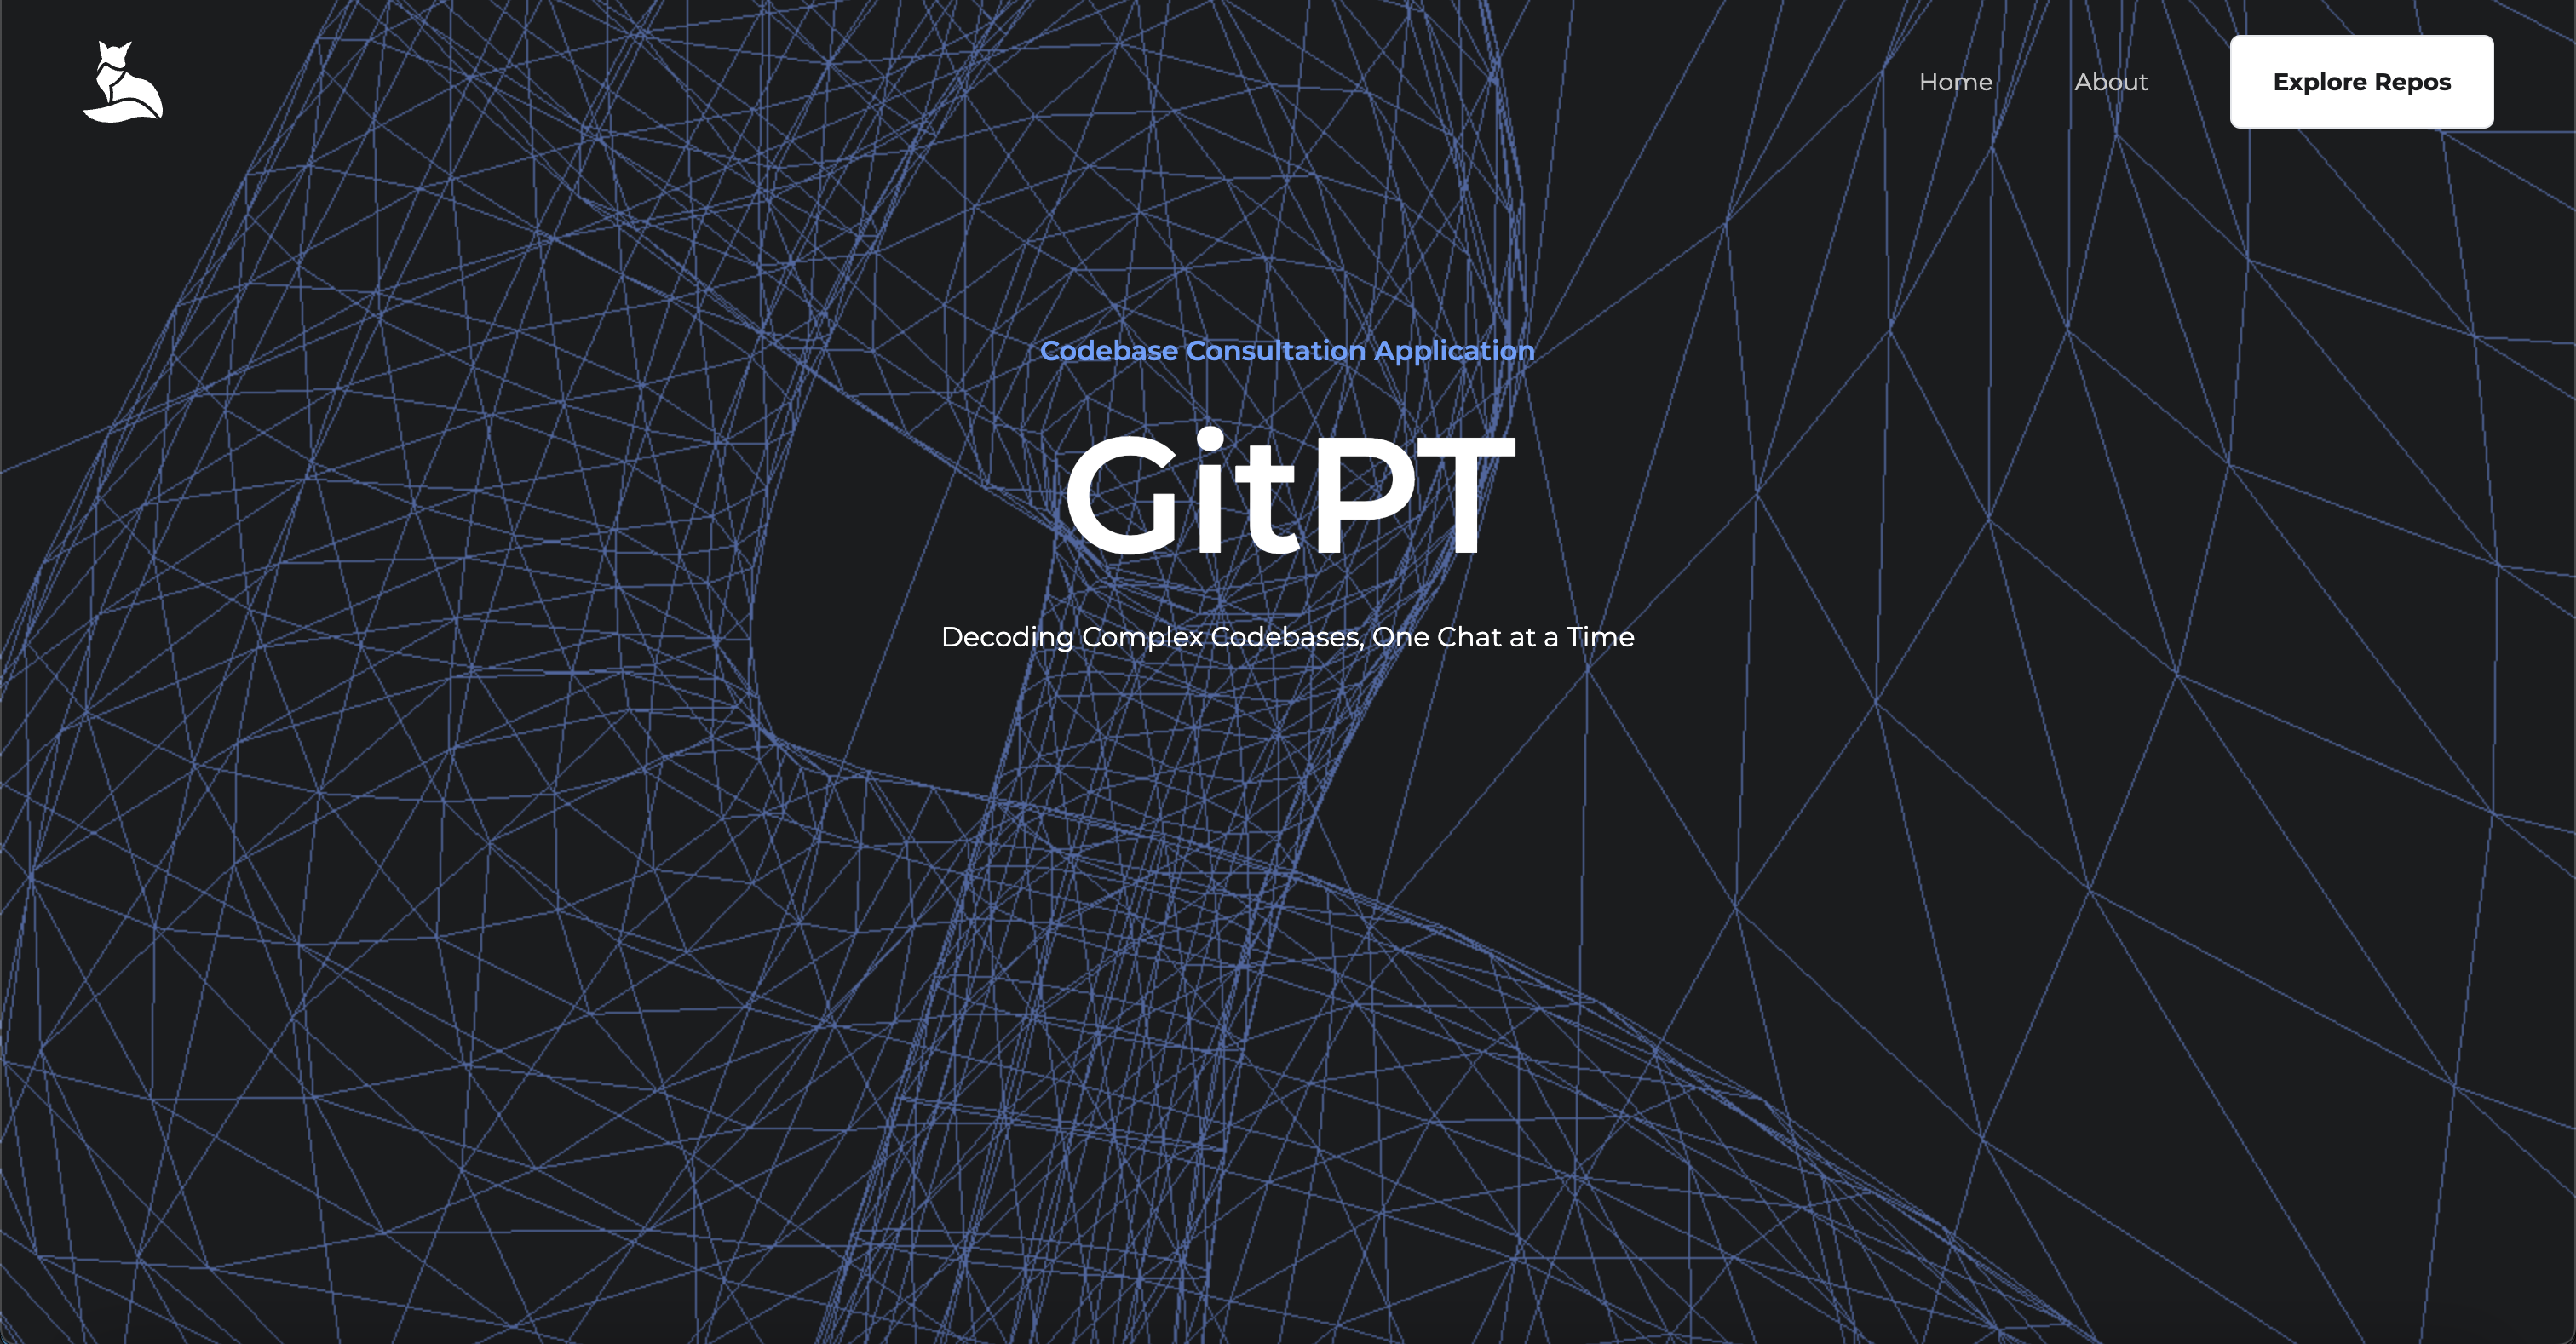 Home
About
Explore Repos
Codebase Consultation Application
GitPT
Decoding Complex Codebases, One Chat at a Time